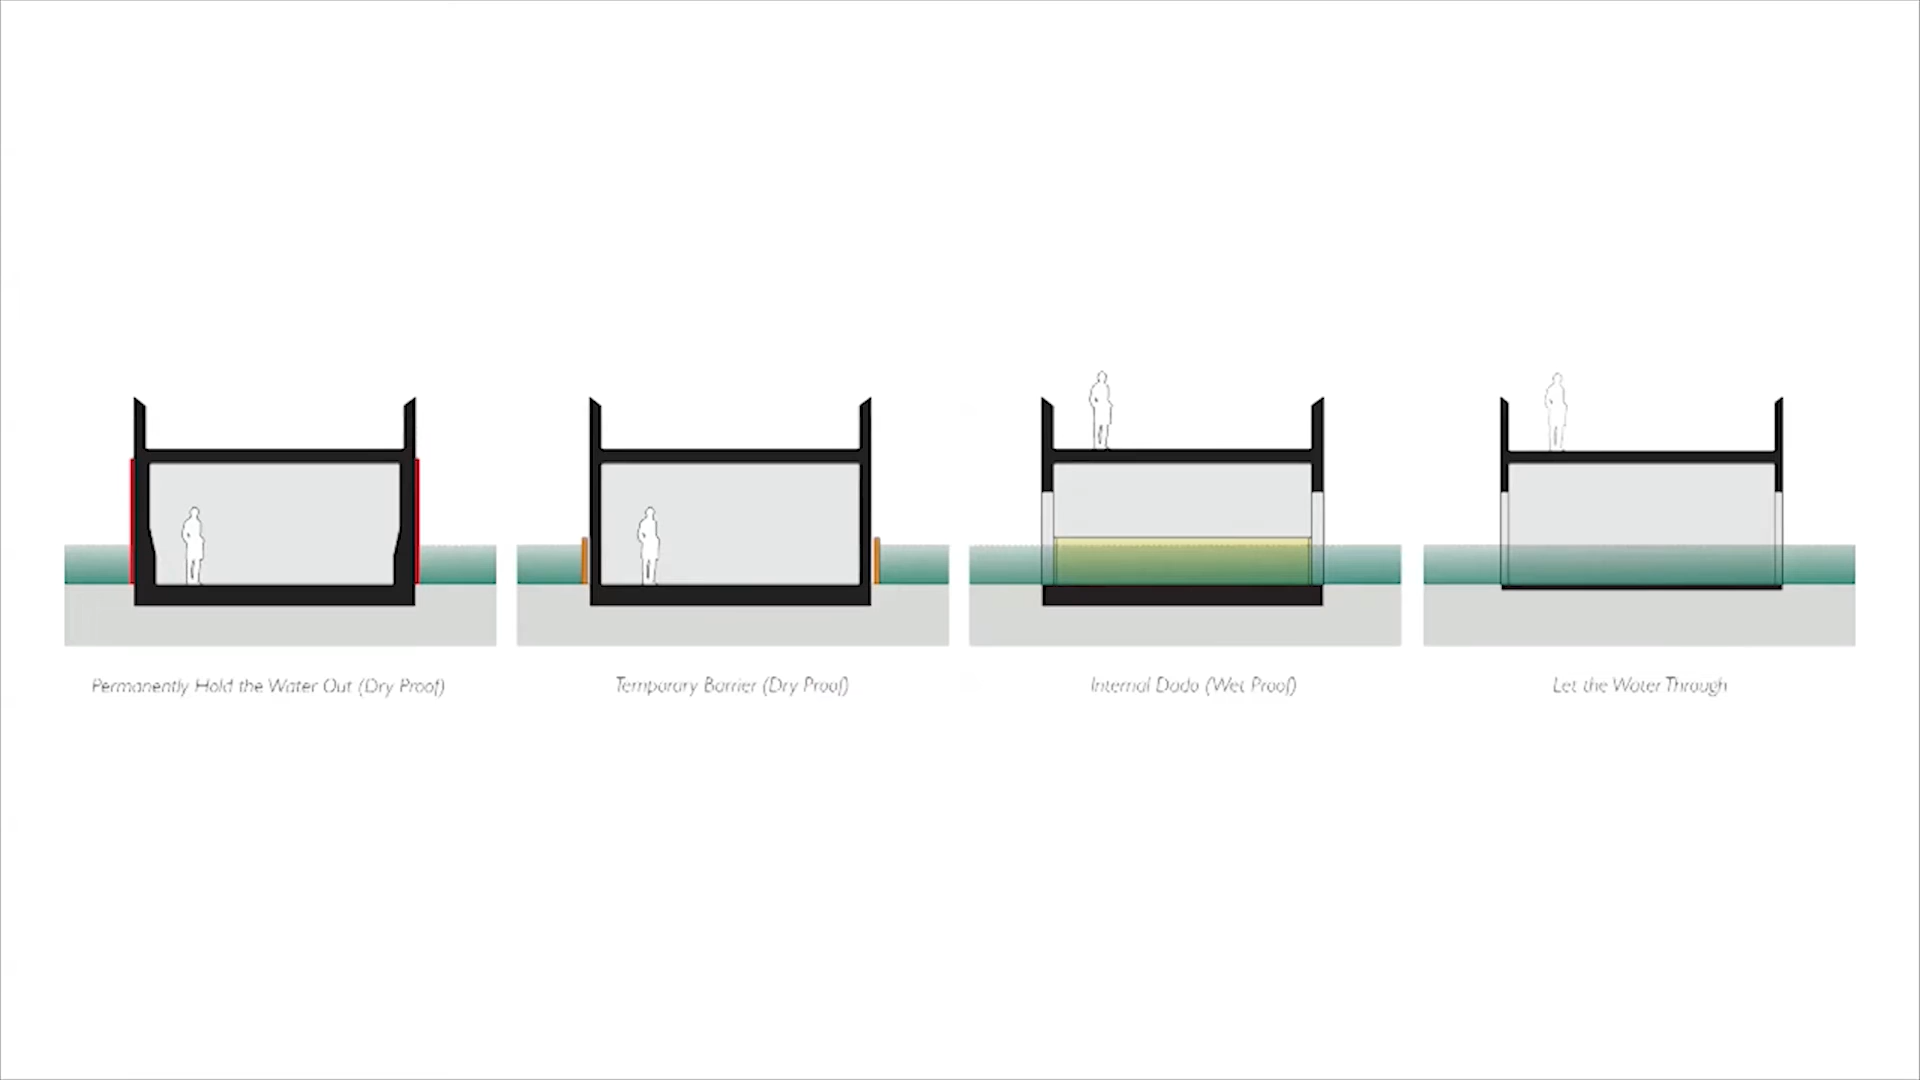 Permanently Hold the Water Out (Dry Proof)
Temporary Barrier (Dry Proof)
Internal Dado (Wet Proof)
Let the Water Through